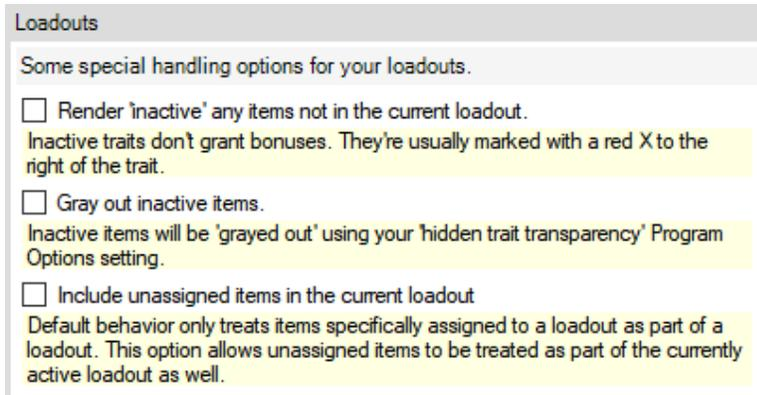 Loadouts
Some special handling options for your loadouts.
Render 'inactive' any items not in the current loadout.
Inactive traits don't grant bonuses. They're usually marked with a red X to the
right of the trait.
Gray out inactive items.
Inactive items will be 'grayed out' using your 'hidden trait transparency' Program
Options setting.
Include unassigned items in the current loadout
Default behavior only treats items specifically assigned to a loadout as part of a
loadout. This option allows unassigned items to be treated as part of the currently
active loadout as well.